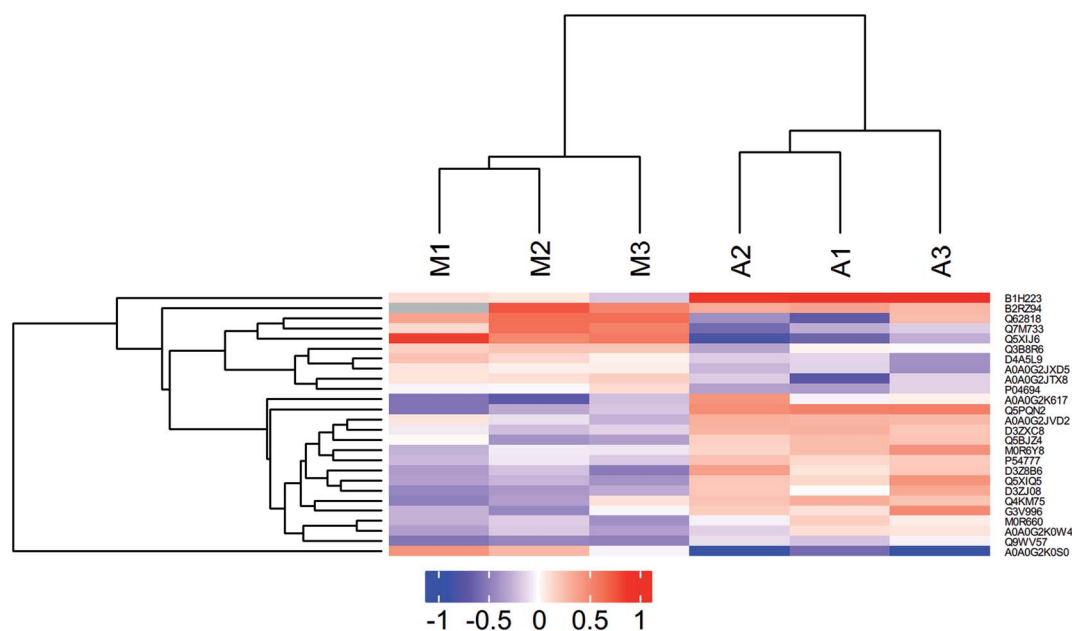 M1 M2 M3 A2 A1 A3
B1H223
B2RZ94
Q62818
Q7M733
Q5XIJ6
Q3B8R6
D4A5L9
A0A0G2JXD5
A0A0G2JTX8
P04694
A0A0G2K617
Q5PQN2
A0A0G2JVD2
D3ZXC8
Q5BJZ4
M0R6Y8
P54777
D3Z8B6
Q5XIQ5
D3ZJ08
Q4KM75
G3V996
M0R660
A0A0G2K0W4
Q9WV57
A0A0G2K0S0
-1 -0.5 0 0.5 1